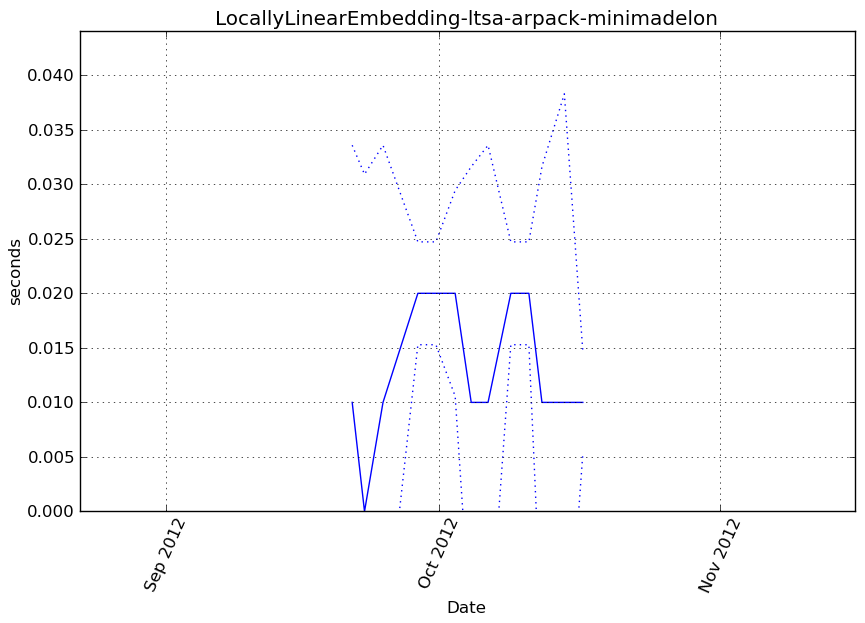 LocallyLinearEmbedding-ltsa-arpack-minimadelon
0.040
0.035
0.030
0.025
0.020
0.015
0.010
0.005
0.000
seconds
Sep 2012
Oct 2012
Nov 2012
Date